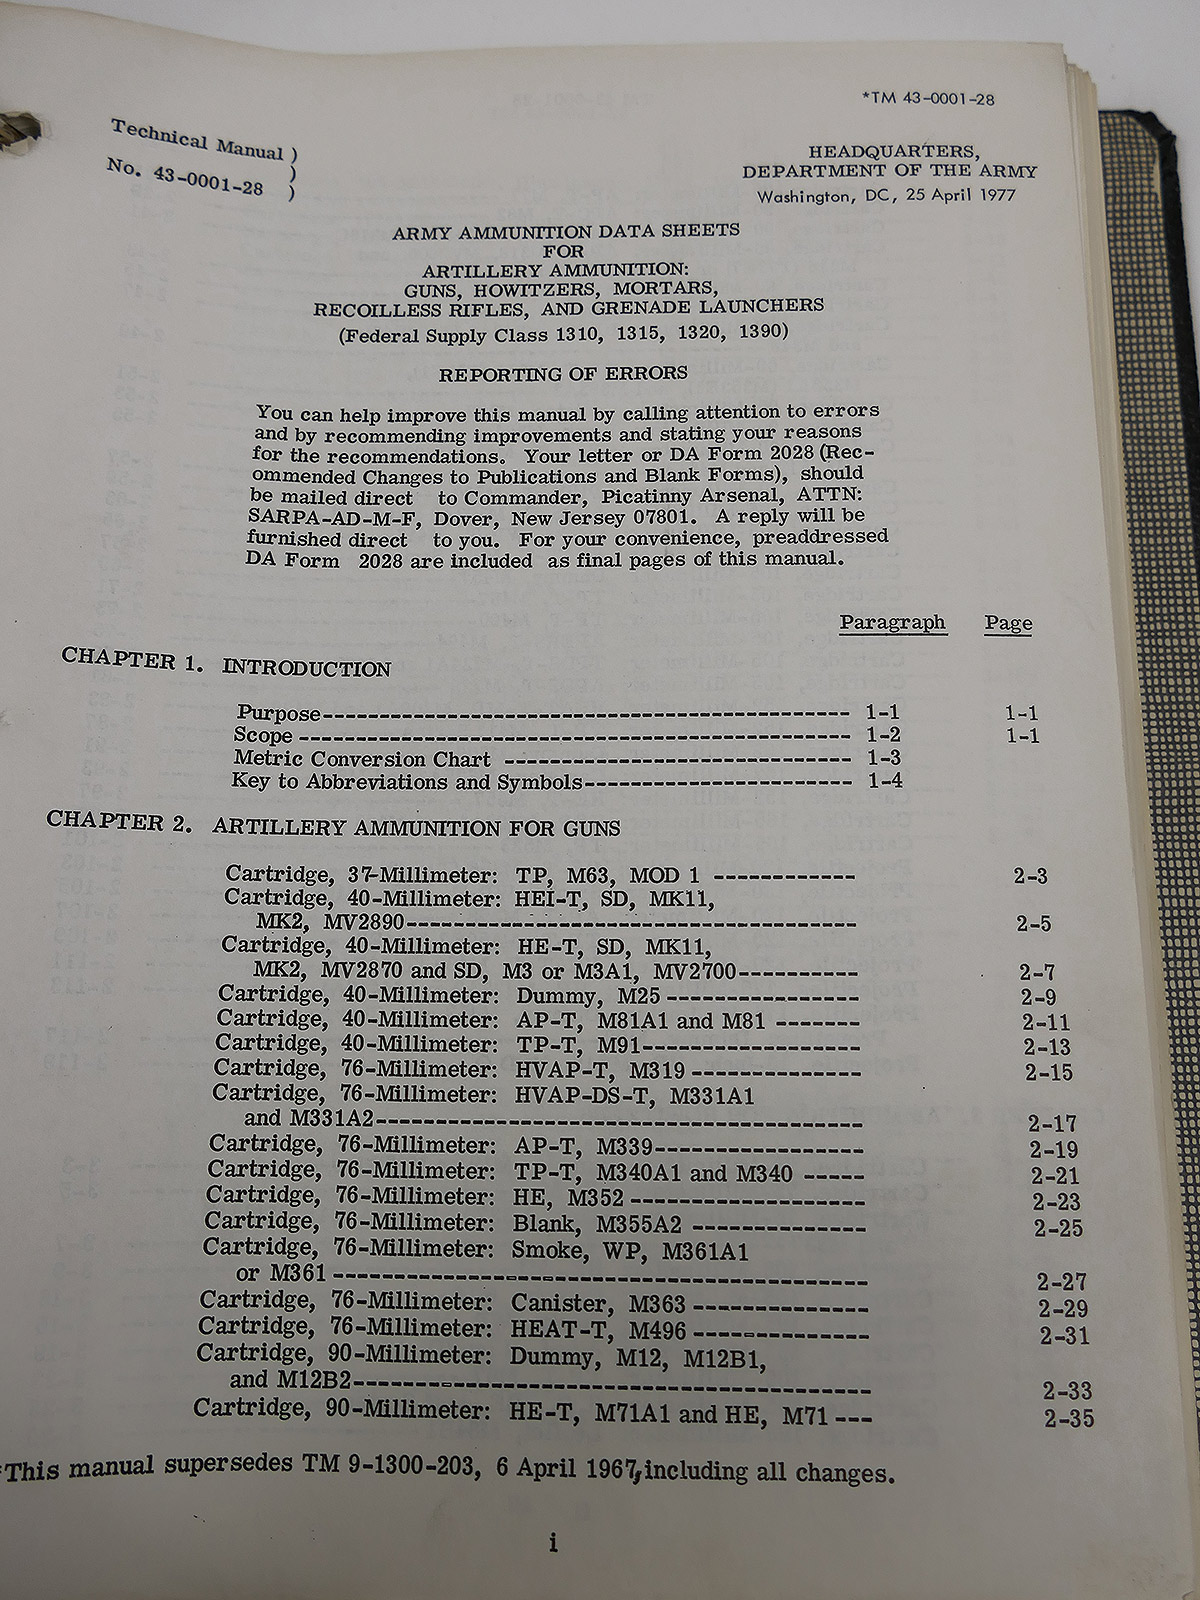 *TM 43-0001-28
Technical Manual )
)
No. 43-0001-28 )
HEADQUARTERS,
DEPARTMENT OF THE ARMY
Washington, DC, 25 April 1977
ARMY AMMUNITION DATA SHEETS
FOR
ARTILLERY AMMUNITION:
GUNS, HOWITZERS, MORTARS,
RECOILLESS RIFLES, AND GRENADE LAUNCHERS
(Federal Supply Class 1310, 1315, 1320, 1390)
REPORTING OF ERRORS
You can help improve this manual by calling attention to errors
and by recommending improvements and stating your reasons
for the recommendations. Your letter or DA Form 2028 (Rec-
ommended Changes to Publications and Blank Forms), should
be mailed direct to Commander, Picatinny Arsenal, ATTN:
SARPA-AD-M-F, Dover, New Jersey 07801. A reply will be
furnished direct to you. For your convenience, preaddressed
DA Form 2028 are included as final pages of this manual.
Paragraph Page
CHAPTER 1. INTRODUCTION
Purpose---------------------------------------------- 1-1 1-1
Scope ------------------------------------------------ 1-2 1-1
Metric Conversion Chart ------------------------------ 1-3
Key to Abbreviations and Symbols----------------------- 1-4
CHAPTER 2. ARTILLERY AMMUNITION FOR GUNS
Cartridge, 37-Millimeter: TP, M63, MOD 1 ------------ 2-3
Cartridge, 40-Millimeter: HEI-T, SD, MK11,
MK2, MV2890--------------------------------------- 2-5
Cartridge, 40-Millimeter: HE-T, SD, MK11,
MK2, MV2870 and SD, M3 or M3A1, MV2700---------- 2-7
Cartridge, 40-Millimeter: Dummy, M25 ---------------- 2-9
Cartridge, 40-Millimeter: AP-T, M81A1 and M81 ------- 2-11
Cartridge, 40-Millimeter: TP-T, M91------------------ 2-13
Cartridge, 76-Millimeter: HVAP-T, M319 -------------- 2-15
Cartridge, 76-Millimeter: HVAP-DS-T, M331A1
and M331A2------------------------------------------ 2-17
Cartridge, 76-Millimeter: AP-T, M339----------------- 2-19
Cartridge, 76-Millimeter: TP-T, M340A1 and M340 ----- 2-21
Cartridge, 76-Millimeter: HE, M352 ------------------- 2-23
Cartridge, 76-Millimeter: Blank, M355A2 -------------- 2-25
Cartridge, 76-Millimeter: Smoke, WP, M361A1
or M361 --------------------------------------------- 2-27
Cartridge, 76-Millimeter: Canister, M363 -------------- 2-29
Cartridge, 76-Millimeter: HEAT-T, M496 -------------- 2-31
Cartridge, 90-Millimeter: Dummy, M12, M12B1,
and M12B2-------------------------------------------- 2-33
Cartridge, 90-Millimeter: HE-T, M71A1 and HE, M71 --- 2-35
*This manual supersedes TM 9-1300-203, 6 April 1967, including all changes.
i